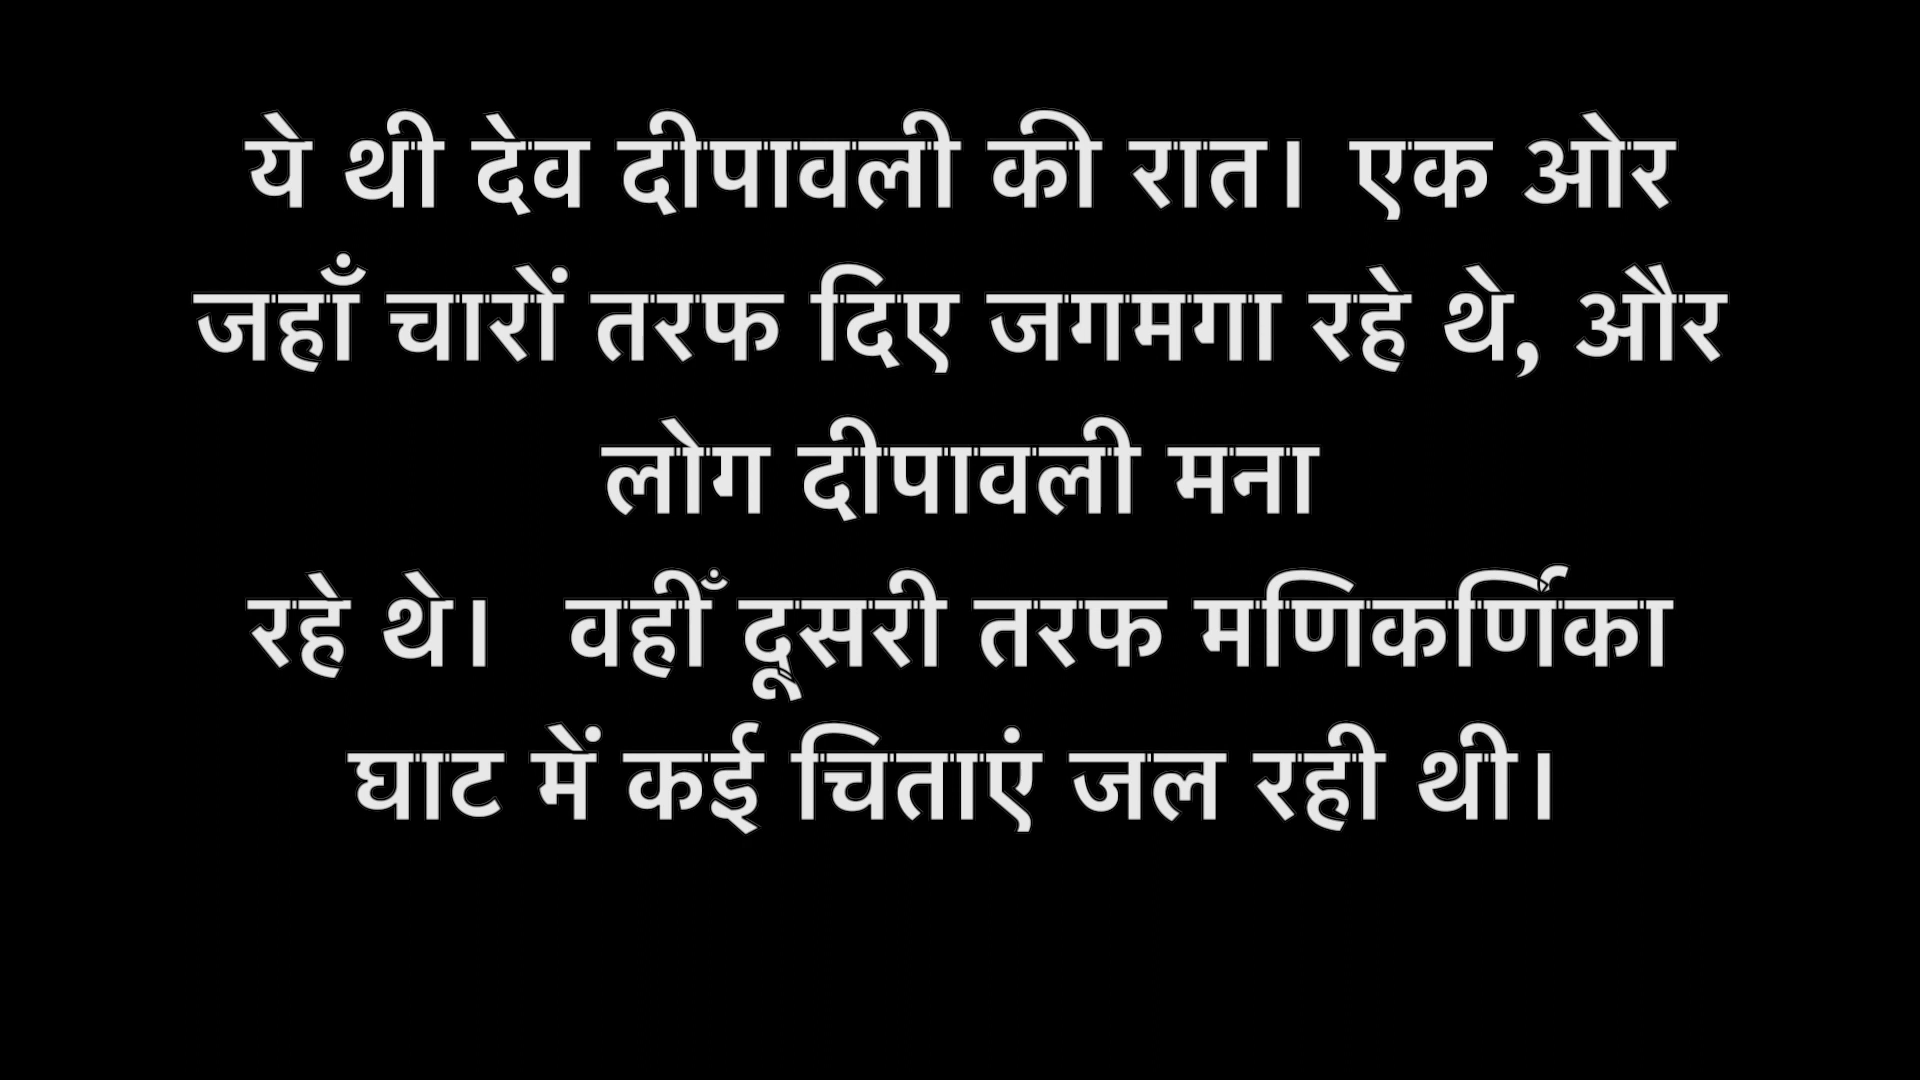 ये थी देव दीपावली की रात। एक ओर
जहाँ चारों तरफ दिए जगमगा रहे थे, और
लोग दीपावली मना
रहे थे।  वहीँ दूसरी तरफ मणिकर्णिका
घाट में कई चिताएं जल रही थी।